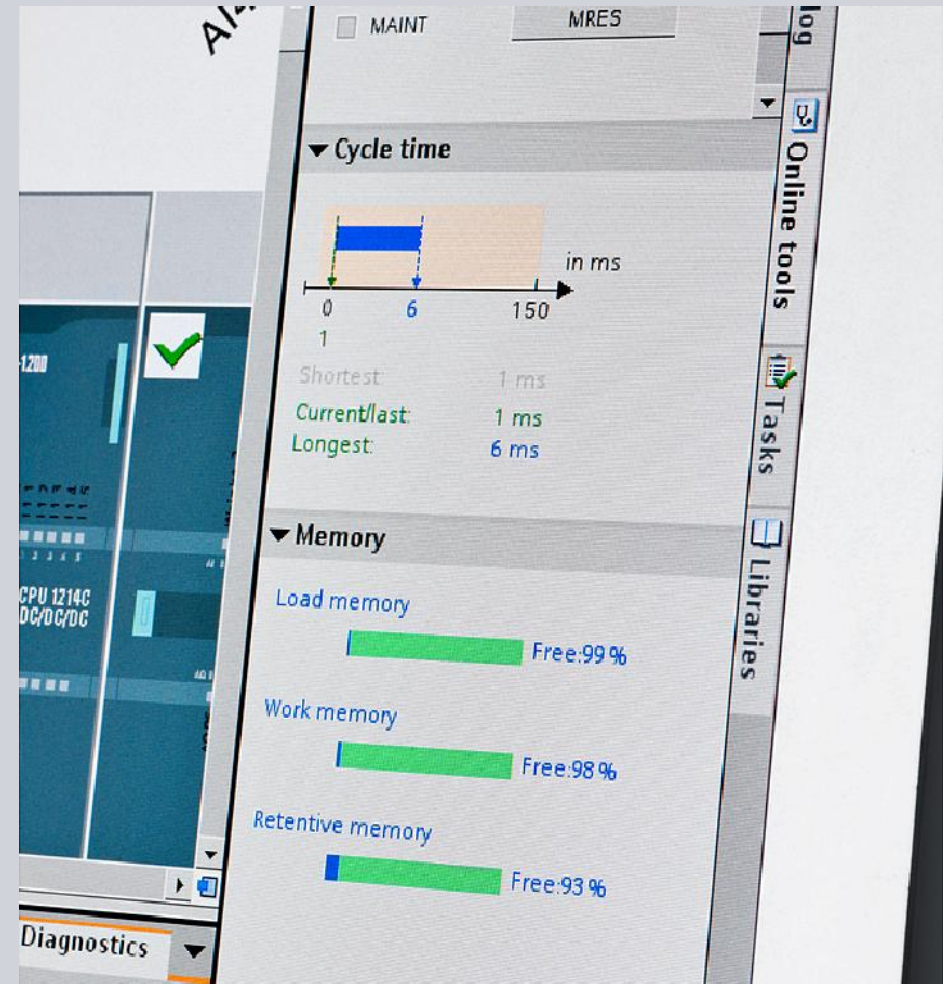 MAINT
MRES
Cycle time
in ms
0 6 150
1
Shortest: 1 ms
Current/last: 1 ms
Longest: 6 ms
Memory
Load memory
Free:99 %
Work memory
Free:98 %
Retentive memory
Free:93 %
Online tools
Tasks
Libraries
CPU 1214C
DC/DC/DC
Diagnostics